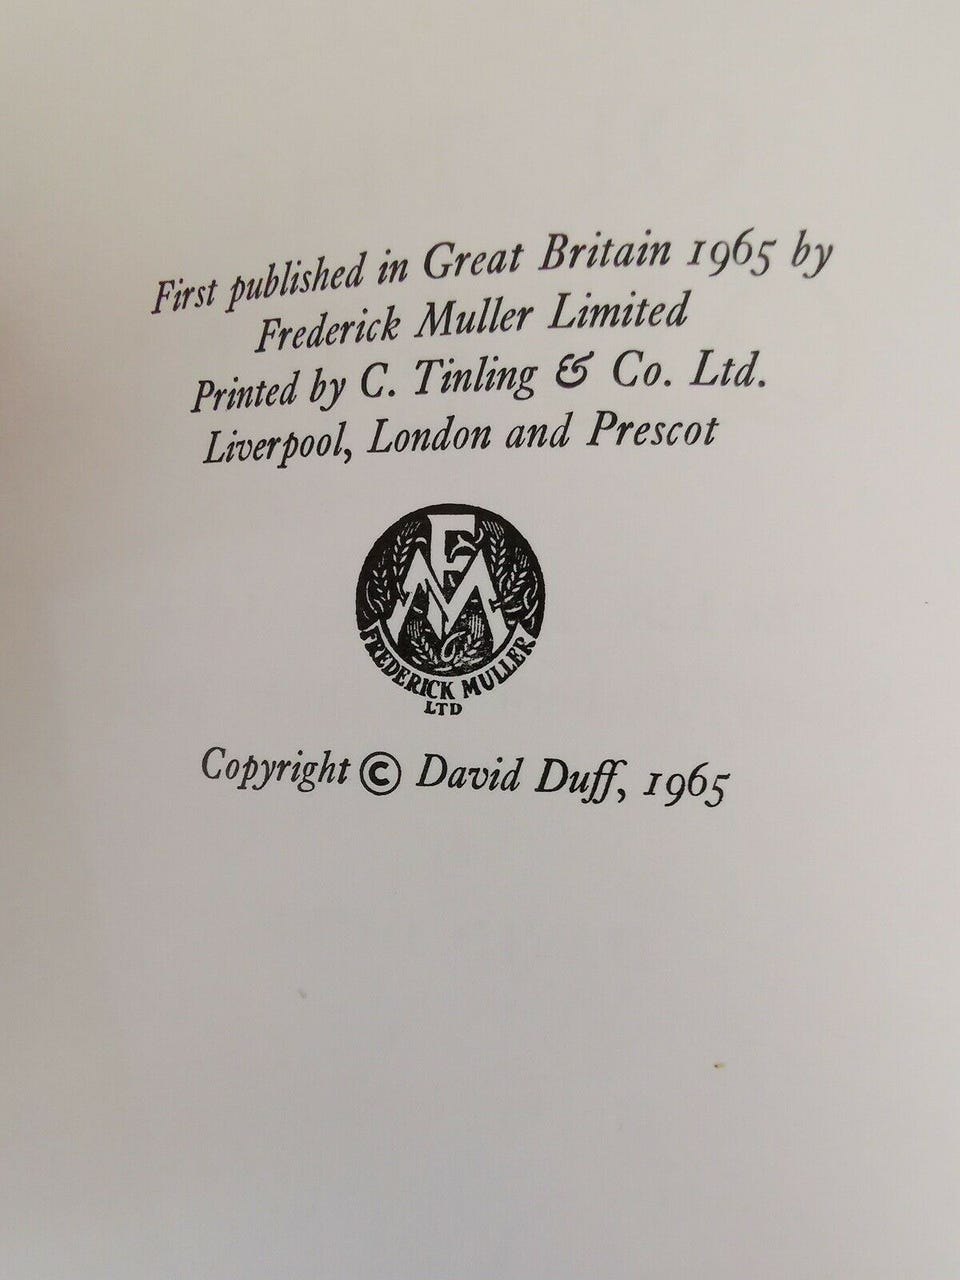 First published in Great Britain 1965 by
Frederick Muller Limited
Printed by C. Tinling & Co. Ltd.
Liverpool, London and Prescot
FM
FREDERICK MULLER
LTD
Copyright © David Duff, 1965